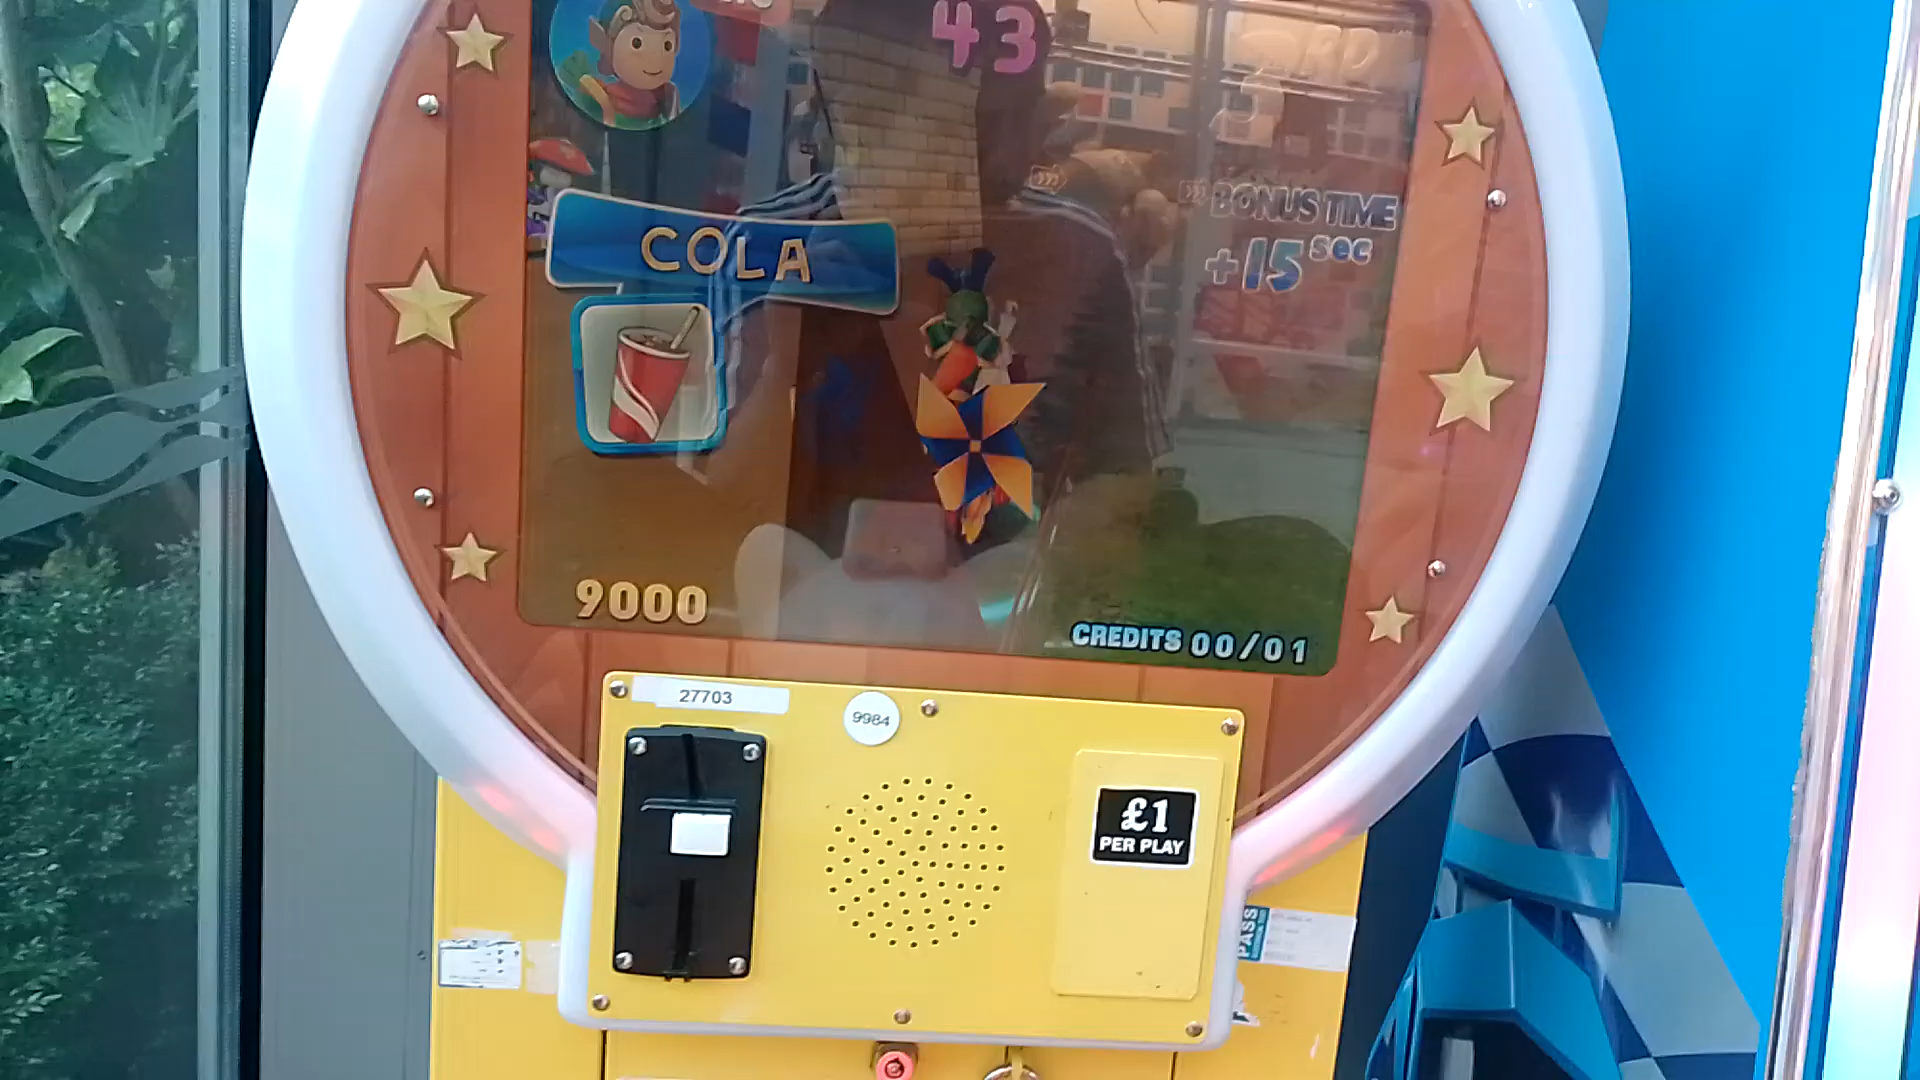 43
BONUS TIME
+15 sec
COLA
9000
CREDITS 00/01
27703
9984
£1
PER PLAY
PASS